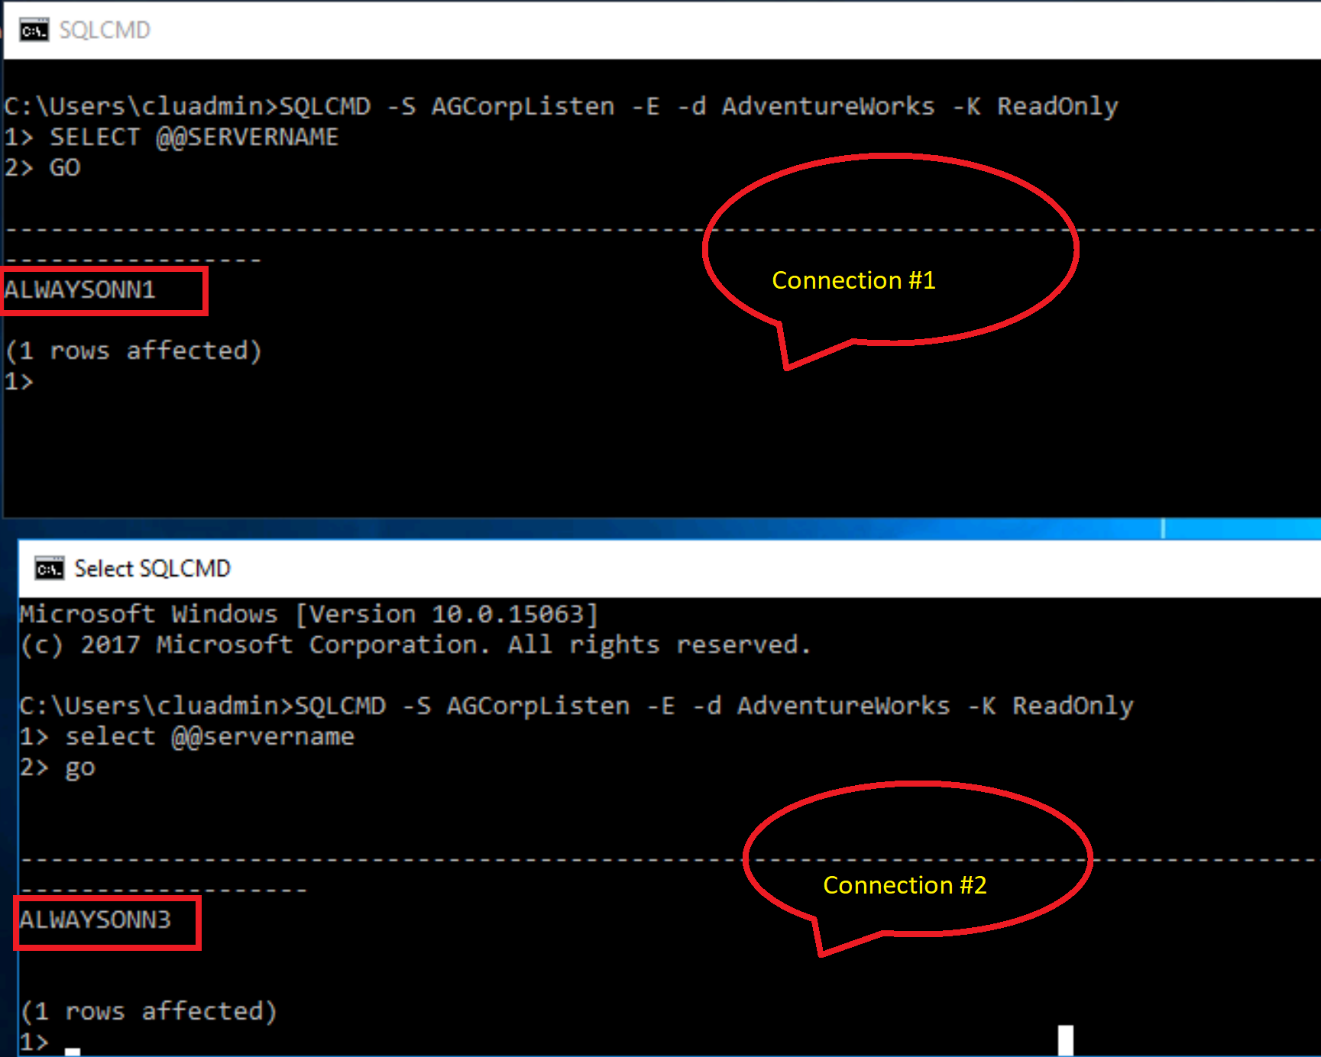 SQLCMD
C:\Users\cluadmin>SQLCMD -S AGCorpListen -E -d AdventureWorks -K ReadOnly
1> SELECT @@SERVERNAME
2> GO
--------------------------------------------------------------------------------------
-----------------
ALWAYSONN1
Connection #1
(1 rows affected)
1>
Select SQLCMD
Microsoft Windows [Version 10.0.15063]
(c) 2017 Microsoft Corporation. All rights reserved.
C:\Users\cluadmin>SQLCMD -S AGCorpListen -E -d AdventureWorks -K ReadOnly
1> select @@servername
2> go
-------------------------------------------------------------------------------------
-------------------
Connection #2
ALWAYSONN3
(1 rows affected)
1>